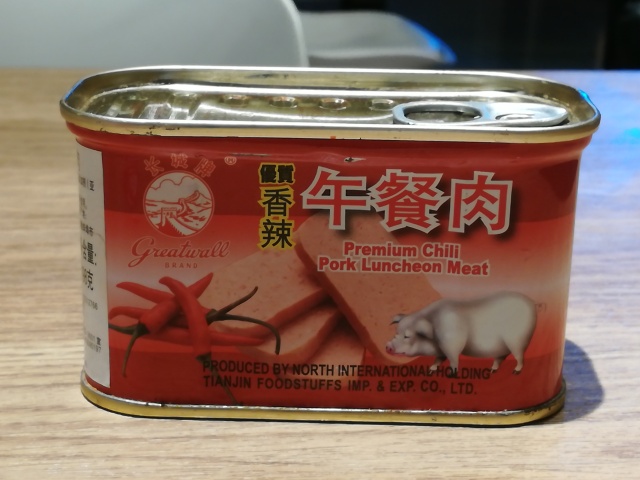 長城牌 ®
Greatwall
BRAND
優質
香辣
午餐肉
Premium Chili
Pork Luncheon Meat
PRODUCED BY NORTH INTERNATIONAL HOLDING
TIANJIN FOODSTUFFS IMP. & EXP. CO., LTD.